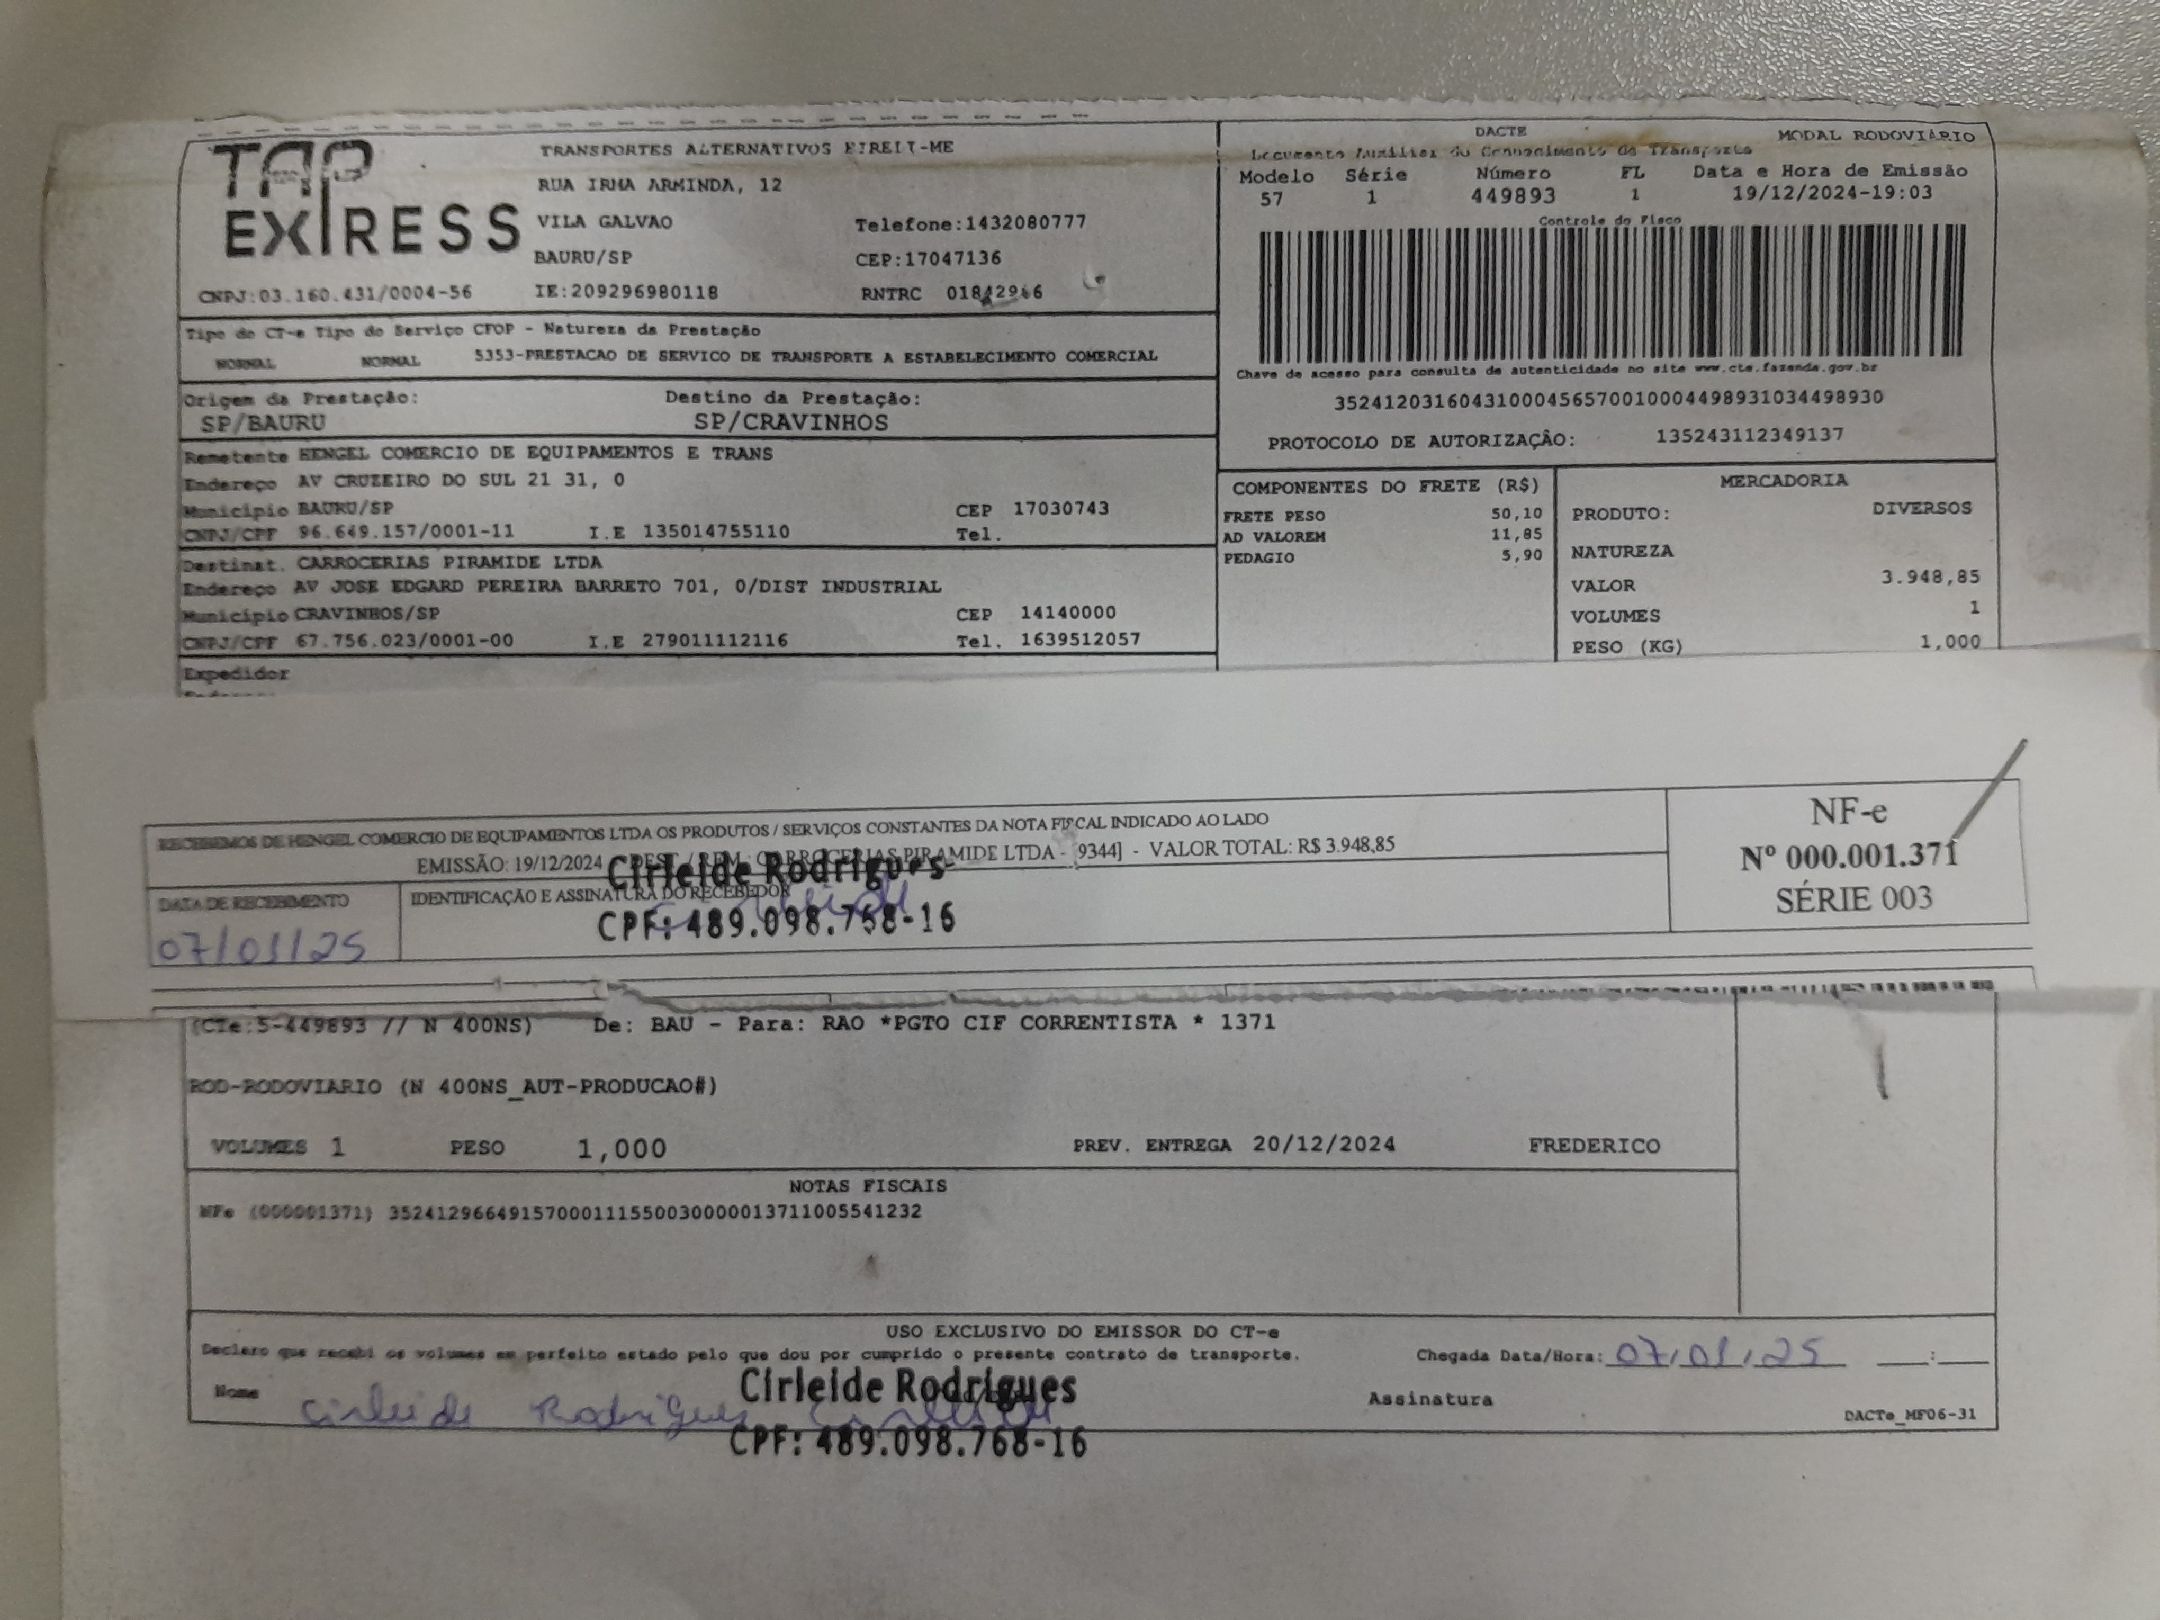 TAP EXPRESS
TRANSPORTES ALTERNATIVOS EIRELI-ME
RUA IRMA ARMINDA, 12
VILA GALVAO Telefone:1432080777
BAURU/SP CEP:17047136
CNPJ:03.160.431/0004-56 IE:209296980118 RNTRC
DACTE MODAL RODOVIÁRIO
Documento Auxiliar do Conhecimento de Transporte
Modelo Série Número FL Data e Hora de Emissão
57 1 449893 1 19/12/2024-19:03
Controle do Fisco
Chave de acesso para consulta de autenticidade no site www.cte.fazenda.gov.br
35241203160431000456570010004498931034498930
PROTOCOLO DE AUTORIZAÇÃO: 135243112349137
Tipo do CT-e Tipo do Serviço CFOP - Natureza da Prestação
NORMAL NORMAL 5353-PRESTACAO DE SERVICO DE TRANSPORTE A ESTABELECIMENTO COMERCIAL
Origem da Prestação: Destino da Prestação:
SP/BAURU SP/CRAVINHOS
Remetente HENGEL COMERCIO DE EQUIPAMENTOS E TRANS
Endereço AV CRUZEIRO DO SUL 21 31, 0
Município BAURU/SP CEP 17030743
CNPJ/CPF 96.649.157/0001-11 I.E 135014755110 Tel.
Destinat. CARROCERIAS PIRAMIDE LTDA
Endereço AV JOSE EDGARD PEREIRA BARRETO 701, 0/DIST INDUSTRIAL
Município CRAVINHOS/SP CEP 14140000
CNPJ/CPF 67.756.023/0001-00 I.E 279011112116 Tel. 1639512057
Expedidor
COMPONENTES DO FRETE (R$)
FRETE PESO 50,10
AD VALOREM 11,85
PEDAGIO 5,90
MERCADORIA
PRODUTO: DIVERSOS
NATUREZA
VALOR 3.948,85
VOLUMES 1
PESO (KG) 1,000
RECEBEMOS DE HENGEL COMERCIO DE EQUIPAMENTOS LTDA OS PRODUTOS / SERVIÇOS CONSTANTES DA NOTA FISCAL INDICADO AO LADO
EMISSÃO: 19/12/2024 - DEST. / REM.: CARROCERIAS PIRAMIDE LTDA - [9344] - VALOR TOTAL: R$ 3.948,85
DATA DE RECEBIMENTO IDENTIFICAÇÃO E ASSINATURA DO RECEBEDOR
07/01/25
Cirleide Rodrigues
CPF: 489.098.768-16
NF-e
Nº 000.001.371
SÉRIE 003
(CTe:5-449893 // N 400NS) De: BAU - Para: RAO *PGTO CIF CORRENTISTA * 1371
ROD-RODOVIARIO (N 400NS_AUT-PRODUCAO#)
VOLUMES 1 PESO 1,000 PREV. ENTREGA 20/12/2024 FREDERICO
NOTAS FISCAIS
NFe (000001371) 35241296649157000111550030000013711005541232
USO EXCLUSIVO DO EMISSOR DO CT-e
Declaro que recebi os volumes em perfeito estado pelo que dou por cumprido o presente contrato de transporte. Chegada Data/Hora: 07/01/25 __:__
Nome Cirleide Rodrigues Cirleide Assinatura
Cirleide Rodrigues
CPF: 489.098.768-16
DACTe_MF06-31